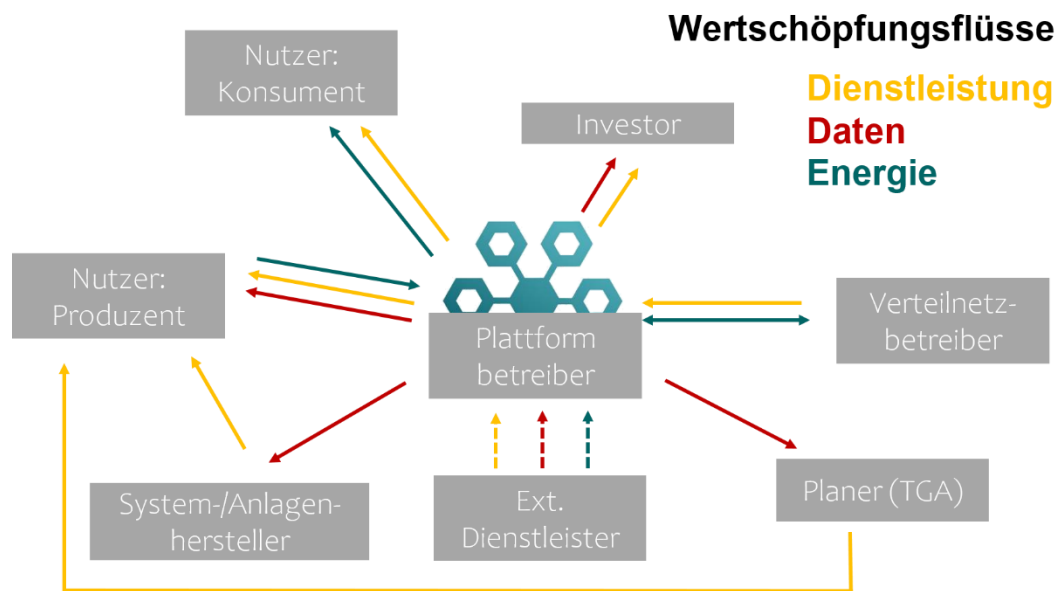 Wertschöpfungsflüsse
Dienstleistung
Daten
Energie
Nutzer:
Konsument
Investor
Nutzer:
Produzent
Plattform
betreiber
Verteilnetz-
betreiber
System-/Anlagen-
hersteller
Ext.
Dienstleister
Planer (TGA)